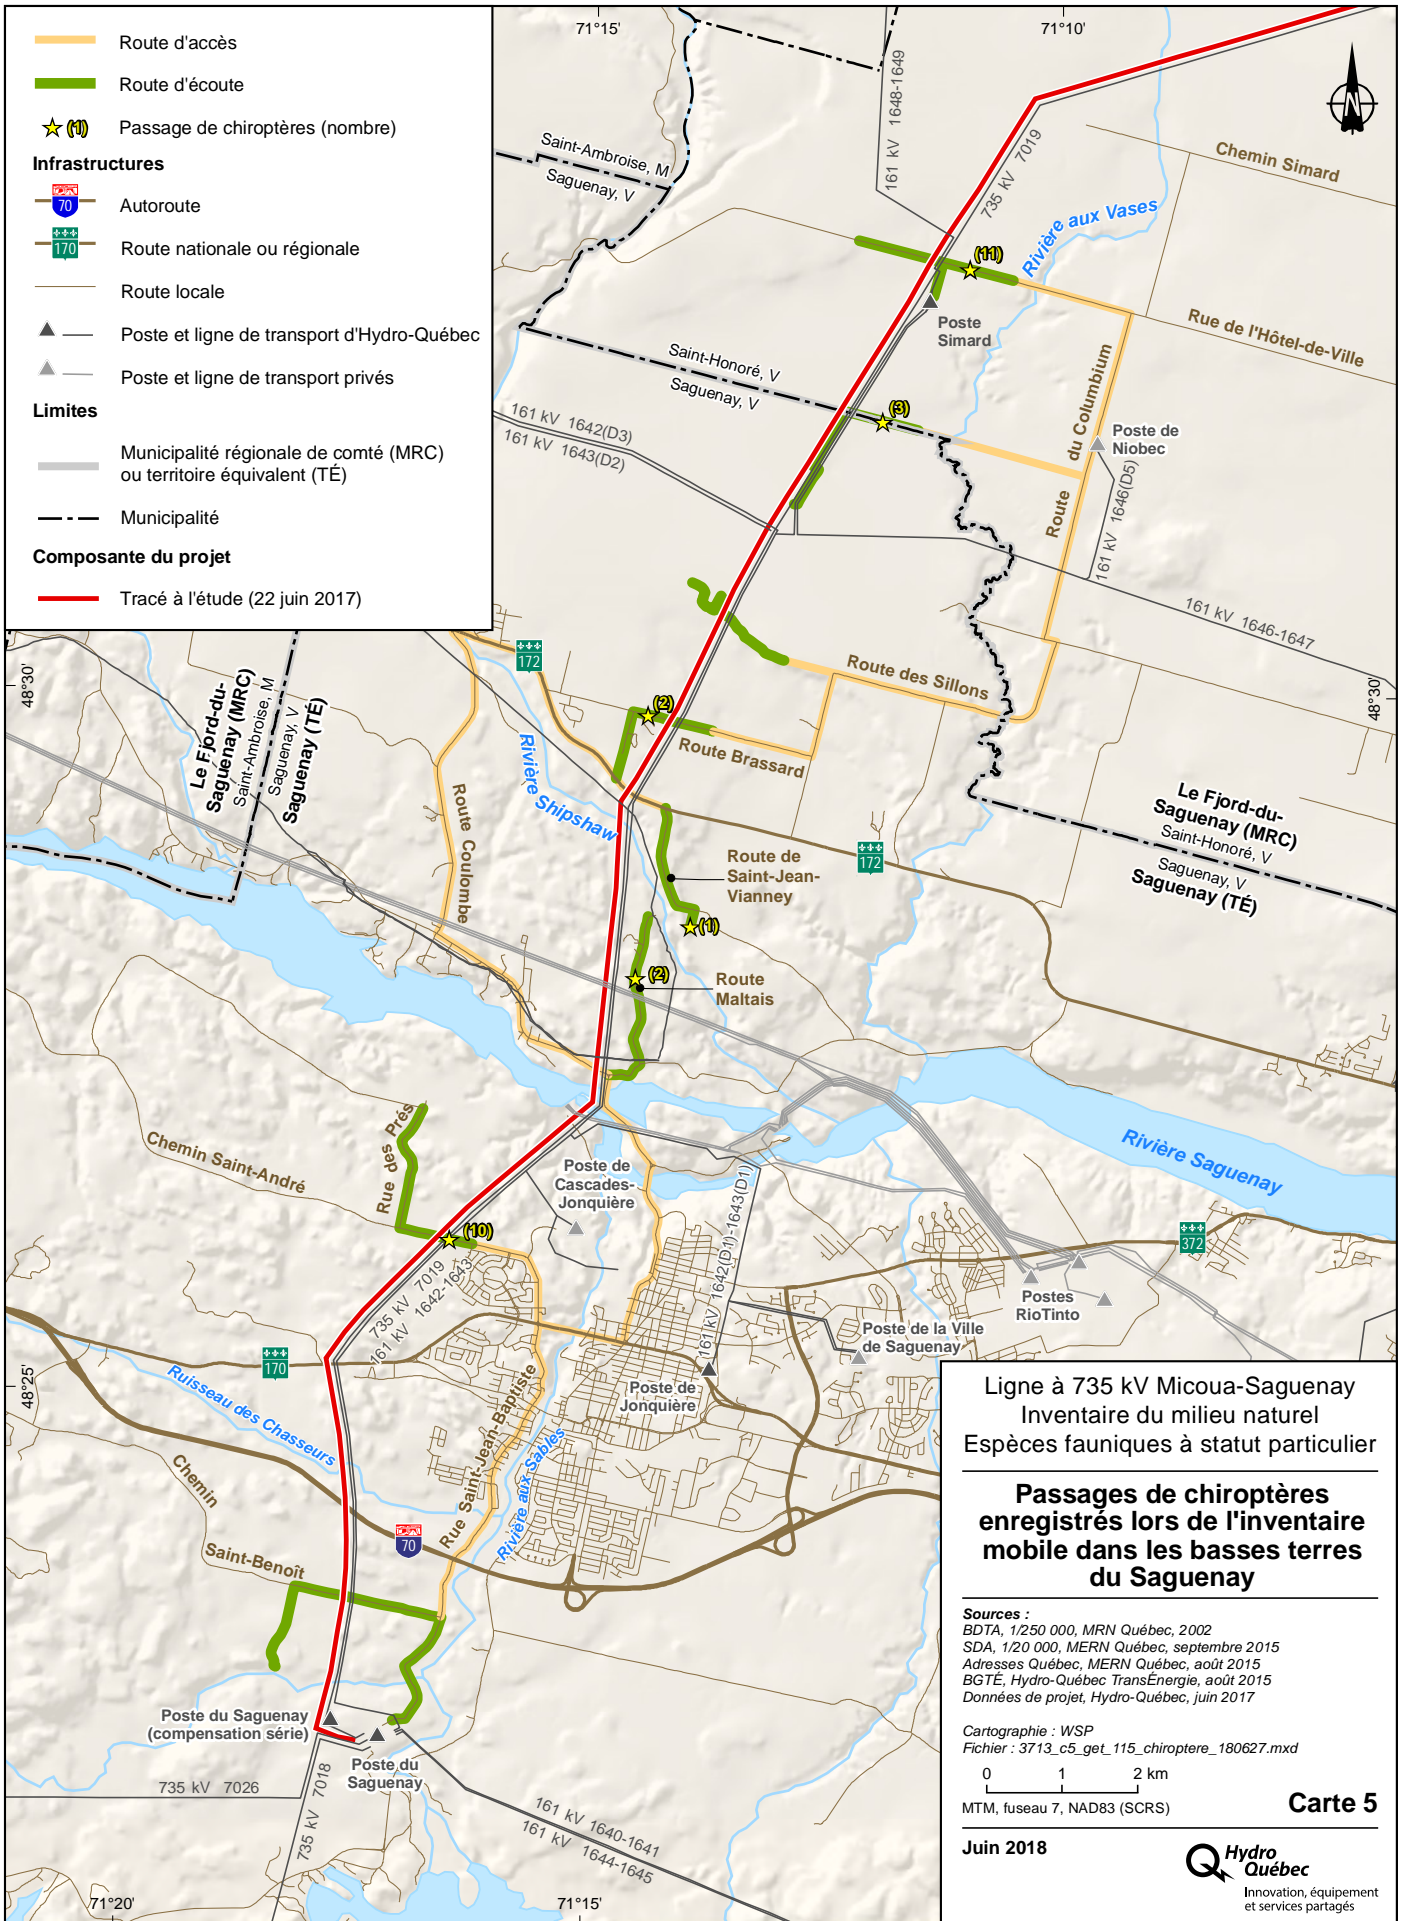 Route d'accès
Route d'écoute
(1) Passage de chiroptères (nombre)
Infrastructures
70 Autoroute
170 Route nationale ou régionale
Route locale
Poste et ligne de transport d'Hydro-Québec
Poste et ligne de transport privés
Limites
Municipalité régionale de comté (MRC)
ou territoire équivalent (TÉ)
Municipalité
Composante du projet
Tracé à l'étude (22 juin 2017)
71°15'
71°10'
N
161 kV 1648-1649
735 kV 7019
Saint-Ambroise, M
Saguenay, V
Chemin Simard
Rivière aux Vases
(11)
Poste
Simard
Rue de l'Hôtel-de-Ville
Saint-Honoré, V
Saguenay, V
(3)
161 kV 1642(D3)
161 kV 1643(D2)
Route
du Columbium
Poste de
Niobec
161 kV 1646(D5)
161 kV 1646-1647
172
48°30'
48°30'
Le Fjord-du-
Saguenay (MRC)
Saint-Ambroise, M
Saguenay, V
Saguenay (TÉ)
Route des Sillons
(2)
Route Brassard
Rivière Shipshaw
Route Coulombe
Route de
Saint-Jean-
Vianney
172
Le Fjord-du-
Saguenay (MRC)
Saint-Honoré, V
Saguenay, V
Saguenay (TÉ)
(1)
(2)
Route
Maltais
Rivière Saguenay
Rue des Prés
Chemin Saint-André
Poste de
Cascades-
Jonquière
161 kV 1642(D1)-1643(D1)
(10)
372
735 kV 7019
161 kV 1642-1643
Postes
RioTinto
Poste de la Ville
de Saguenay
170
48°25'
Poste de
Jonquière
Ruisseau des Chasseurs
Rue Saint-Jean-Baptiste
Rivière aux Sables
Chemin
Saint-Benoît
70
Poste du Saguenay
(compensation série)
Poste du
Saguenay
735 kV 7026
735 kV 7018
161 kV 1640-1641
161 kV 1644-1645
71°20'
71°15'
Ligne à 735 kV Micoua-Saguenay
Inventaire du milieu naturel
Espèces fauniques à statut particulier
Passages de chiroptères
enregistrés lors de l'inventaire
mobile dans les basses terres
du Saguenay
Sources :
BDTA, 1/250 000, MRN Québec, 2002
SDA, 1/20 000, MERN Québec, septembre 2015
Adresses Québec, MERN Québec, août 2015
BGTÉ, Hydro-Québec TransÉnergie, août 2015
Données de projet, Hydro-Québec, juin 2017
Cartographie : WSP
Fichier : 3713_c5_get_115_chiroptere_180627.mxd
0 1 2 km
MTM, fuseau 7, NAD83 (SCRS)
Carte 5
Juin 2018
Hydro
Québec
Innovation, équipement
et services partagés